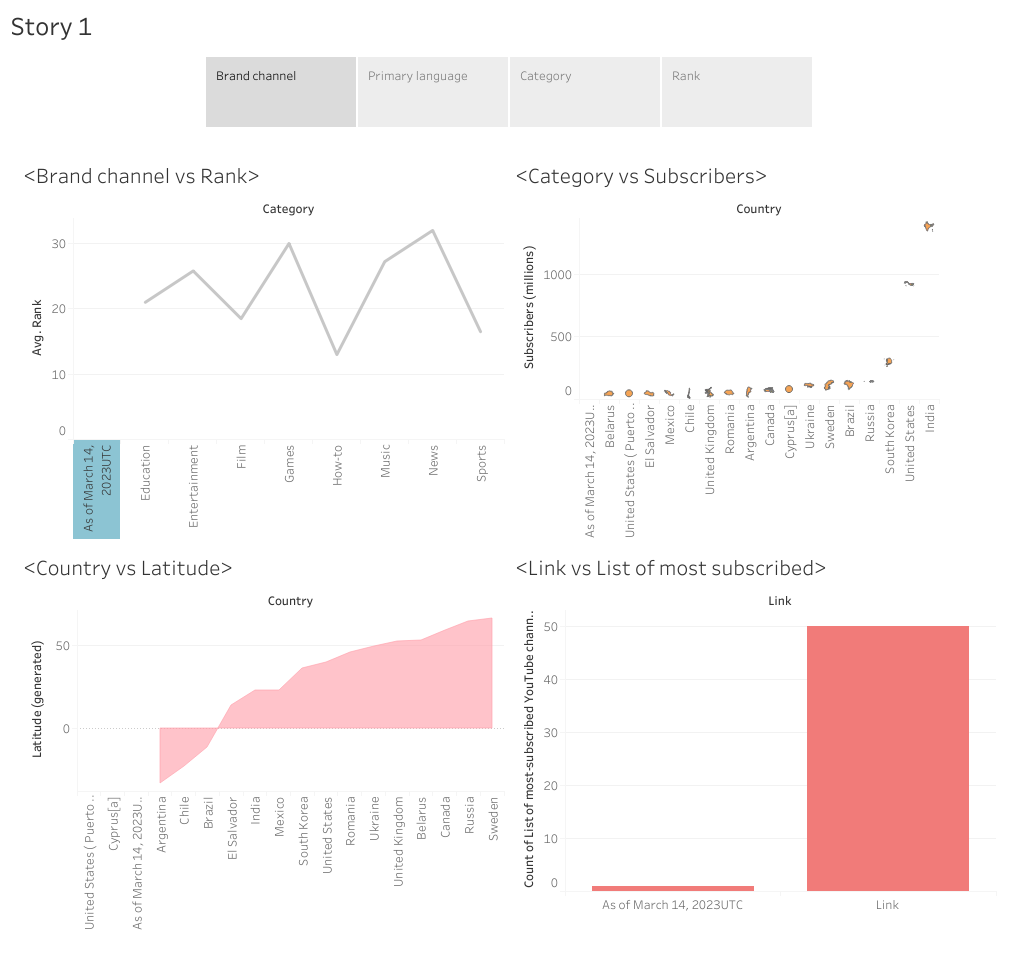 Story 1
Brand channel
Primary language
Category
Rank
<Brand channel vs Rank>
Category
Avg. Rank
30
20
10
0
As of March 14,
2023UTC
Education
Entertainment
Film
Games
How-to
Music
News
Sports
<Category vs Subscribers>
Country
Subscribers (millions)
1000
500
0
As of March 14, 2023U..
Belarus
United States ( Puerto ..
El Salvador
Mexico
Chile
United Kingdom
Romania
Argentina
Canada
Cyprus[a]
Ukraine
Sweden
Brazil
Russia
South Korea
United States
India
<Country vs Latitude>
Country
Latitude (generated)
50
0
United States ( Puerto ..
Cyprus[a]
As of March 14, 2023U..
Argentina
Chile
Brazil
El Salvador
India
Mexico
South Korea
United States
Romania
Ukraine
United Kingdom
Belarus
Canada
Russia
Sweden
<Link vs List of most subscribed>
Link
Count of List of most-subscribed YouTube chann..
50
40
30
20
10
0
As of March 14, 2023UTC
Link